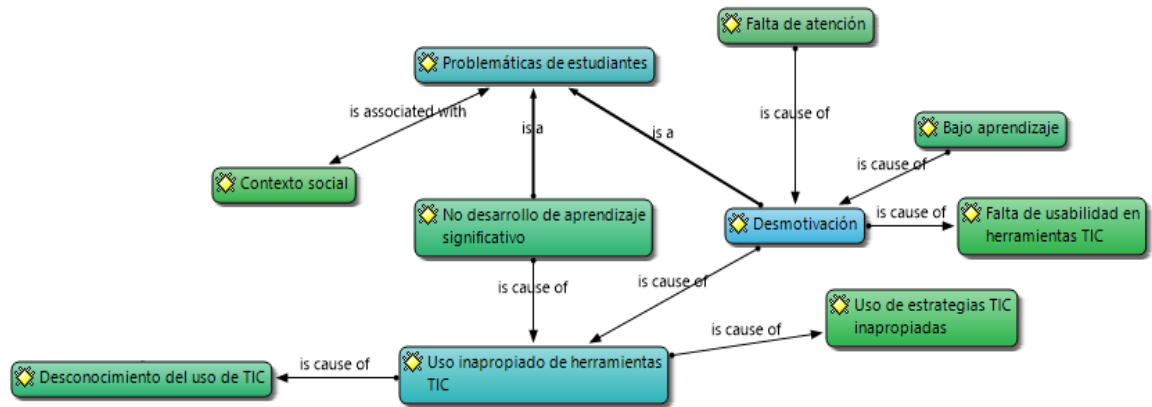 Falta de atención
Problemáticas de estudiantes
is associated with
is a
is a
is cause of
Bajo aprendizaje
is cause of
Contexto social
No desarrollo de aprendizaje
significativo
Desmotivación
is cause of
Falta de usabilidad en
herramientas TIC
is cause of
is cause of
Uso de estrategias TIC
inapropiadas
is cause of
Uso inapropiado de herramientas
TIC
is cause of
Desconocimiento del uso de TIC